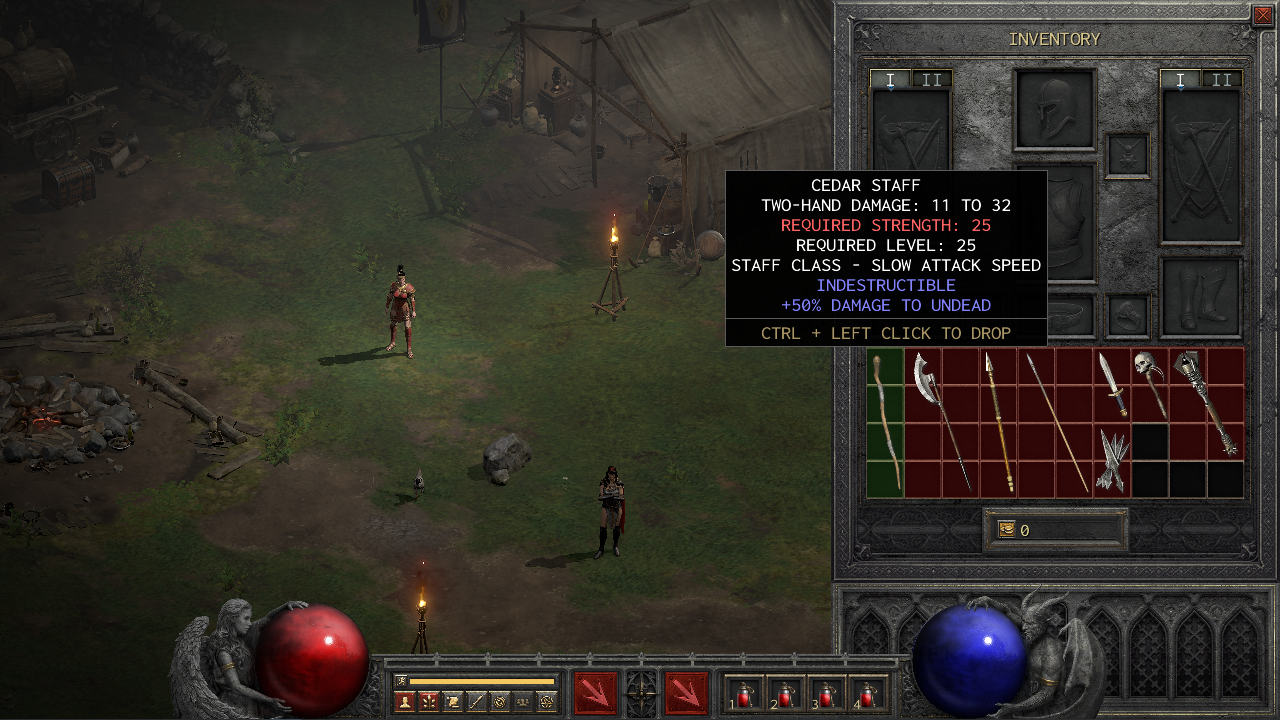 INVENTORY
I II
I II
CEDAR STAFF
TWO-HAND DAMAGE: 11 TO 32
REQUIRED STRENGTH: 25
REQUIRED LEVEL: 25
STAFF CLASS - SLOW ATTACK SPEED
INDESTRUCTIBLE
+50% DAMAGE TO UNDEAD
CTRL + LEFT CLICK TO DROP
0
1 2 3 4